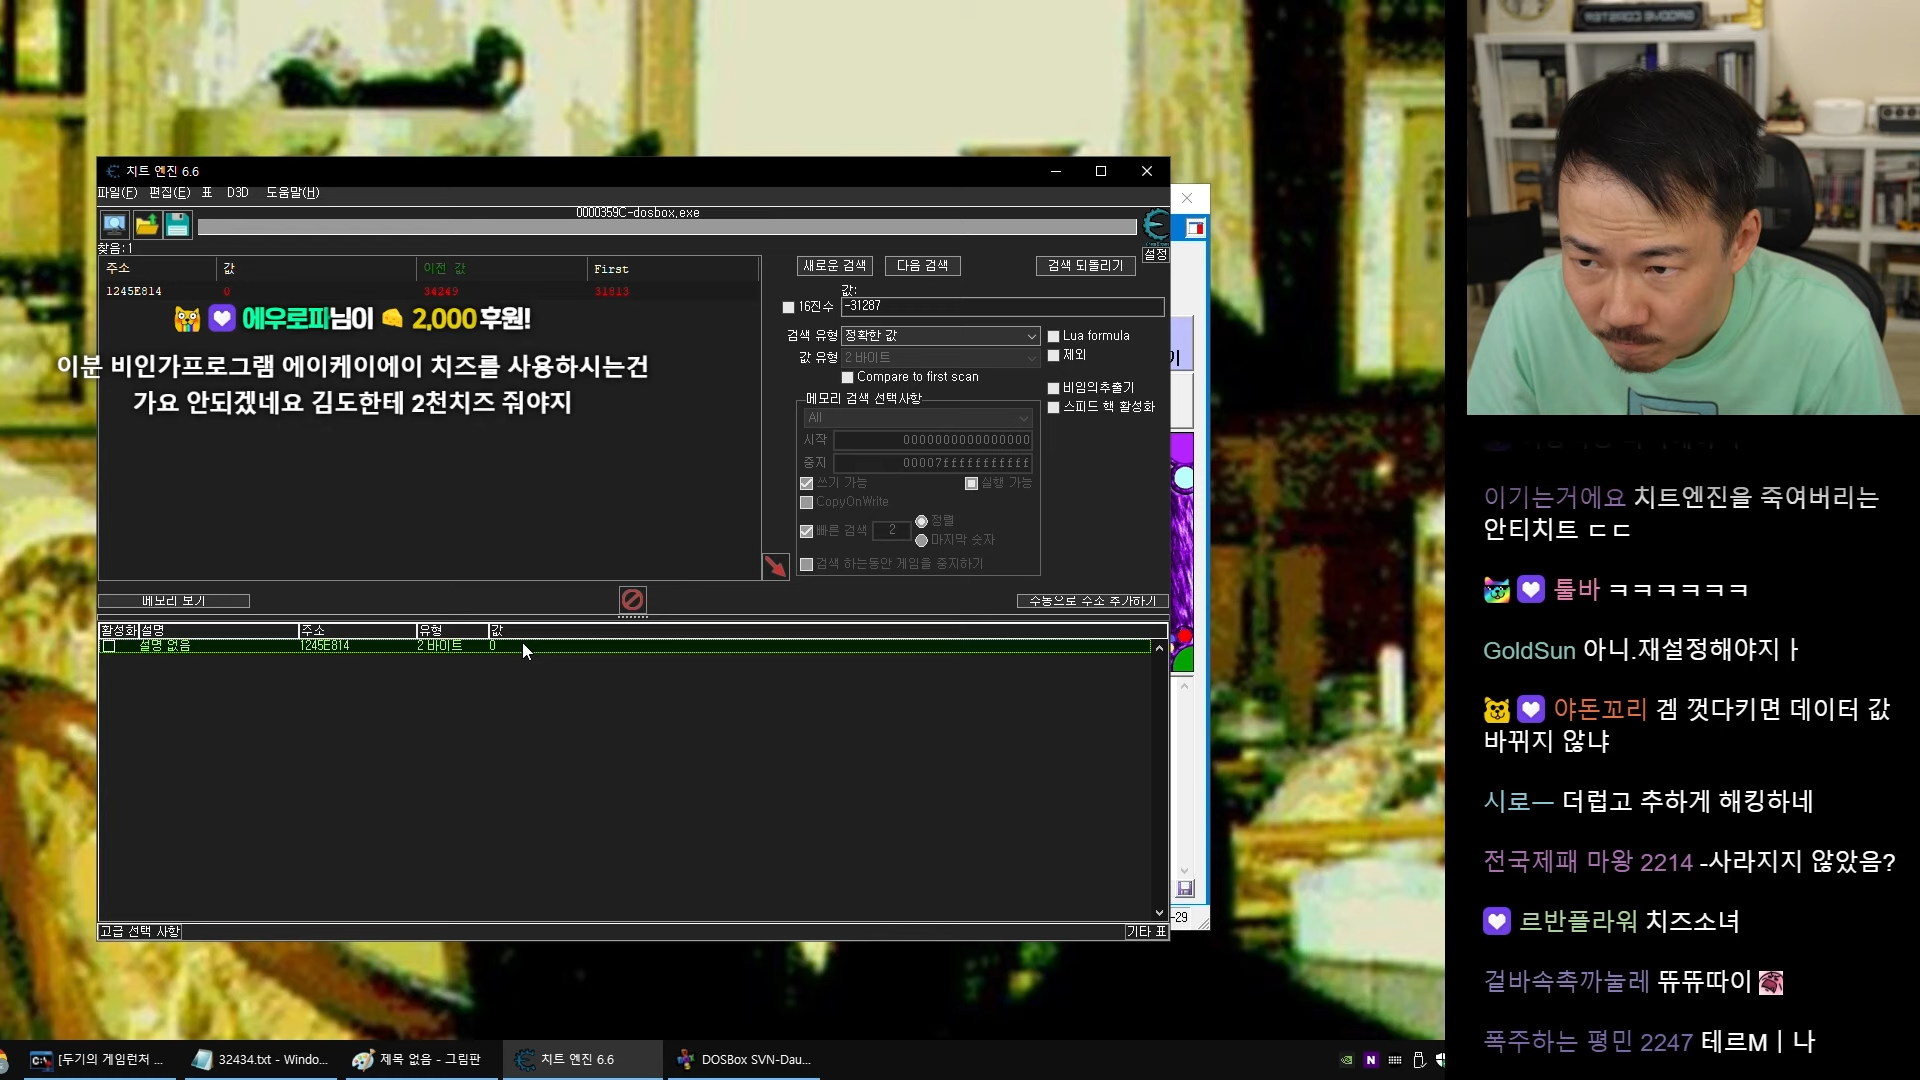 치트 엔진 6.6
파일(F) 편집(E) 표 D3D 도움말(H)
0000359C-dosbox.exe
찾음:1
설정
주소 값 이전 값 First
1245E814 0 34249 31813
에우로파님이 2,000 후원!
이분 비인가프로그램 에이케이에이 치즈를 사용하시는건
가요 안되겠네요 김도한테 2천치즈 줘야지
새로운 검색 다음 검색 검색 되돌리기
값:
16진수 -31287
검색 유형 정확한 값
값 유형 2 바이트
Compare to first scan
Lua formula
제외
비임의추출기
스피드 핵 활성화
메모리 검색 선택사항
All
시작 0000000000000000
중지 00007fffffffffff
쓰기 가능 실행 가능
CopyOnWrite
빠른 검색 2 정렬
마지막 숫자
검색 하는동안 게임을 중지하기
메모리 보기
수동으로 주소 추가하기
활성화 설명 주소 유형 값
설명 없음 1245E814 2 바이트 0
고급 선택 사항
기타 표
-29
이기는거에요 치트엔진을 죽여버리는
안티치트 ㄷㄷ
툴바 ㅋㅋㅋㅋㅋㅋ
GoldSun 아니.재설정해야지ㅏ
야돈꼬리 겜 껏다키면 데이터 값
바뀌지 않냐
시로— 더럽고 추하게 해킹하네
전국제패 마왕 2214 -사라지지 않았음?
르반플라워 치즈소녀
겉바속촉까눌레 뜌뜌따이
폭주하는 평민 2247 테르M｜나
[두기의 게임런처 ...
32434.txt - Windo...
제목 없음 - 그림판
치트 엔진 6.6
DOSBox SVN-Dau...